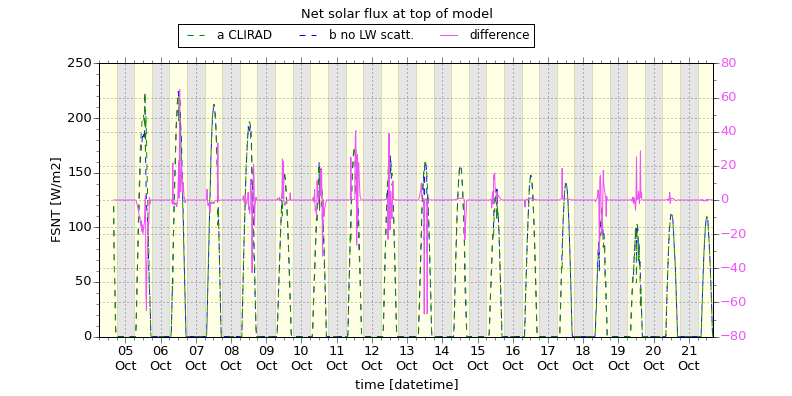 Net solar flux at top of model
a CLIRAD b no LW scatt. difference
250
200
150
100
50
0
FSNT [W/m2]
80
60
40
20
0
−20
−40
−60
−80
05 06 07 08 09 10 11 12 13 14 15 16 17 18 19 20 21
Oct Oct Oct Oct Oct Oct Oct Oct Oct Oct Oct Oct Oct Oct Oct Oct Oct
time [datetime]